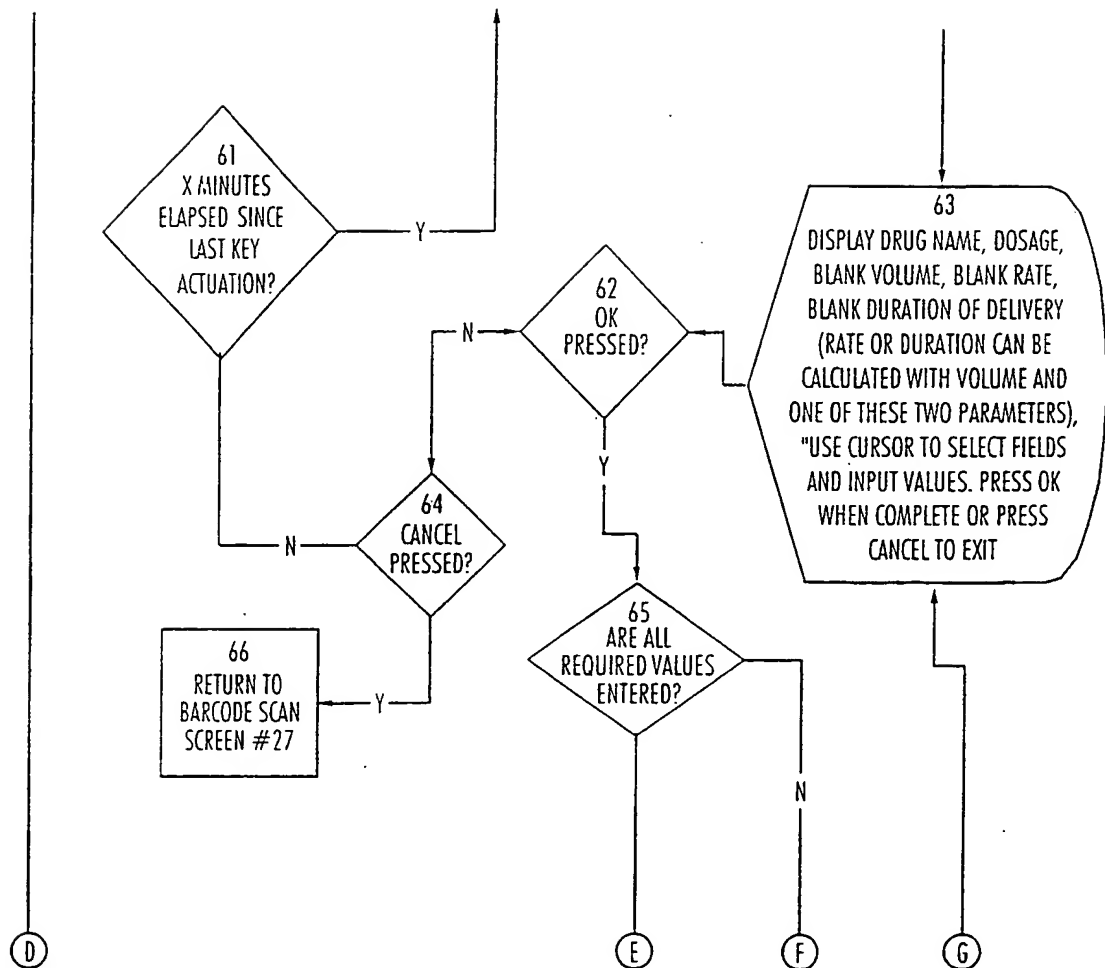 61
X MINUTES
ELAPSED SINCE
LAST KEY
ACTUATION?
Y
62
OK
PRESSED?
N
Y
63
DISPLAY DRUG NAME, DOSAGE,
BLANK VOLUME, BLANK RATE,
BLANK DURATION OF DELIVERY
(RATE OR DURATION CAN BE
CALCULATED WITH VOLUME AND
ONE OF THESE TWO PARAMETERS),
"USE CURSOR TO SELECT FIELDS
AND INPUT VALUES. PRESS OK
WHEN COMPLETE OR PRESS
CANCEL TO EXIT
64
CANCEL
PRESSED?
N
Y
65
ARE ALL
REQUIRED VALUES
ENTERED?
N
66
RETURN TO
BARCODE SCAN
SCREEN #27
D
E
F
G